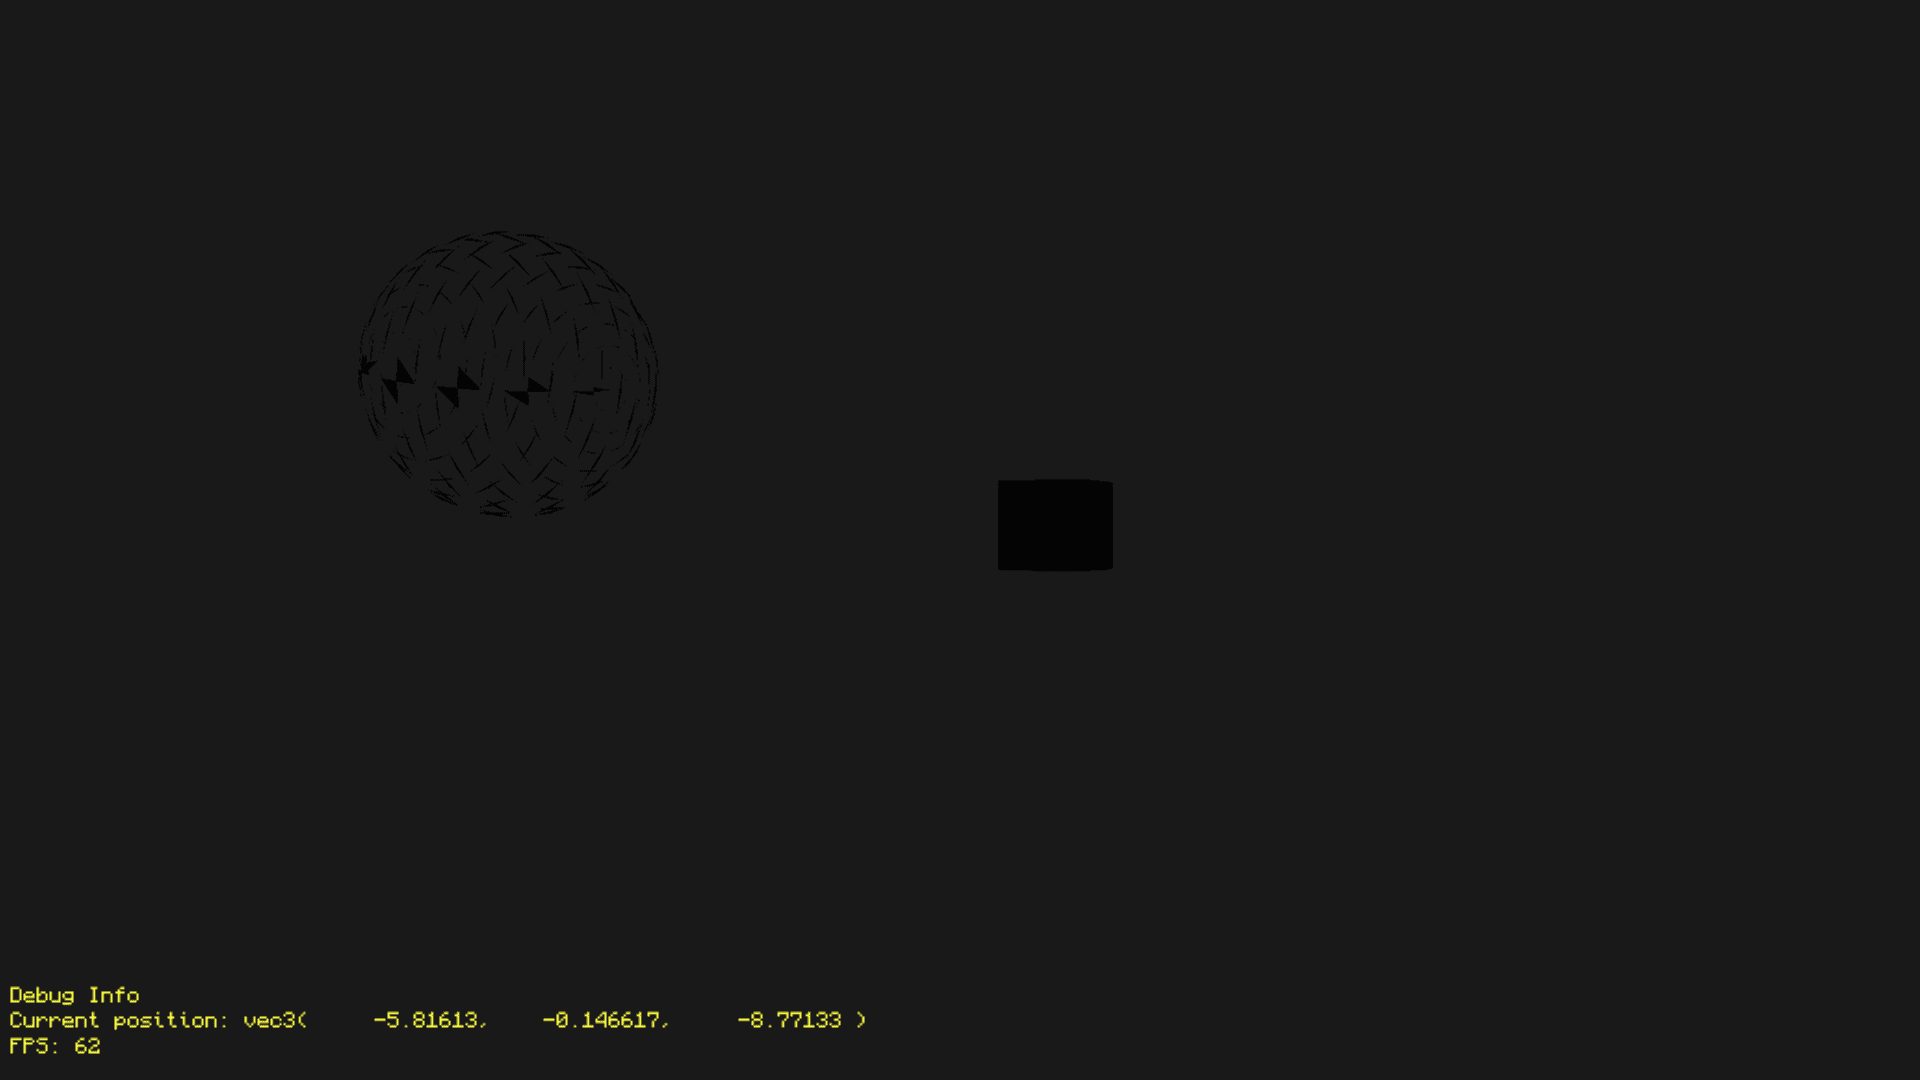 Debug Info
Current position: vec3( -5.81613, -0.146617, -8.77133 )
FPS: 62